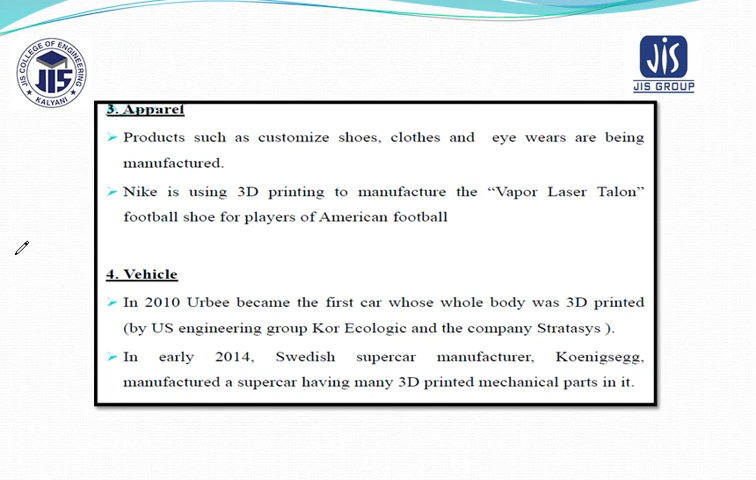 JIS COLLEGE OF ENGINEERING
JIS
KALYANI
JIS
JIS GROUP
3. Apparel
➢ Products such as customize shoes, clothes and eye wears are being
manufactured.
➢ Nike is using 3D printing to manufacture the “Vapor Laser Talon”
football shoe for players of American football
4. Vehicle
➢ In 2010 Urbee became the first car whose whole body was 3D printed
(by US engineering group Kor Ecologic and the company Stratasys ).
➢ In early 2014, Swedish supercar manufacturer, Koenigsegg,
manufactured a supercar having many 3D printed mechanical parts in it.